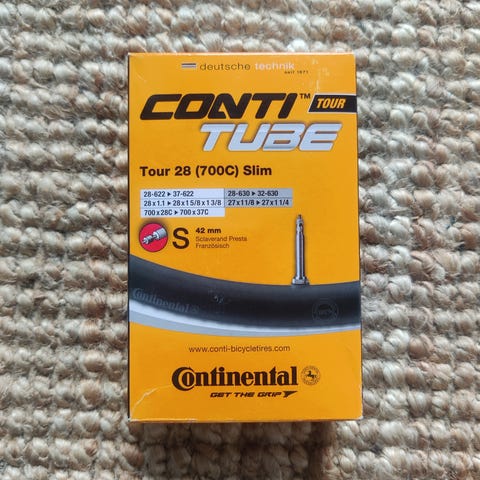 deutsche technik
seit 1871
CONTI™ TOUR
TUBE
Tour 28 (700C) Slim
28-622 ▸ 37-622
28-630 ▸ 32-630
28 x 1.1 ▸ 28 x 1 5/8 x 1 3/8
27 x 1 1/8 ▸ 27 x 1 1/4
700 x 28C ▸ 700 x 37C
S
42 mm
Sclaverand Presta
Französisch
Continental
www.conti-bicycletires.com
Continental
GET THE GRIP